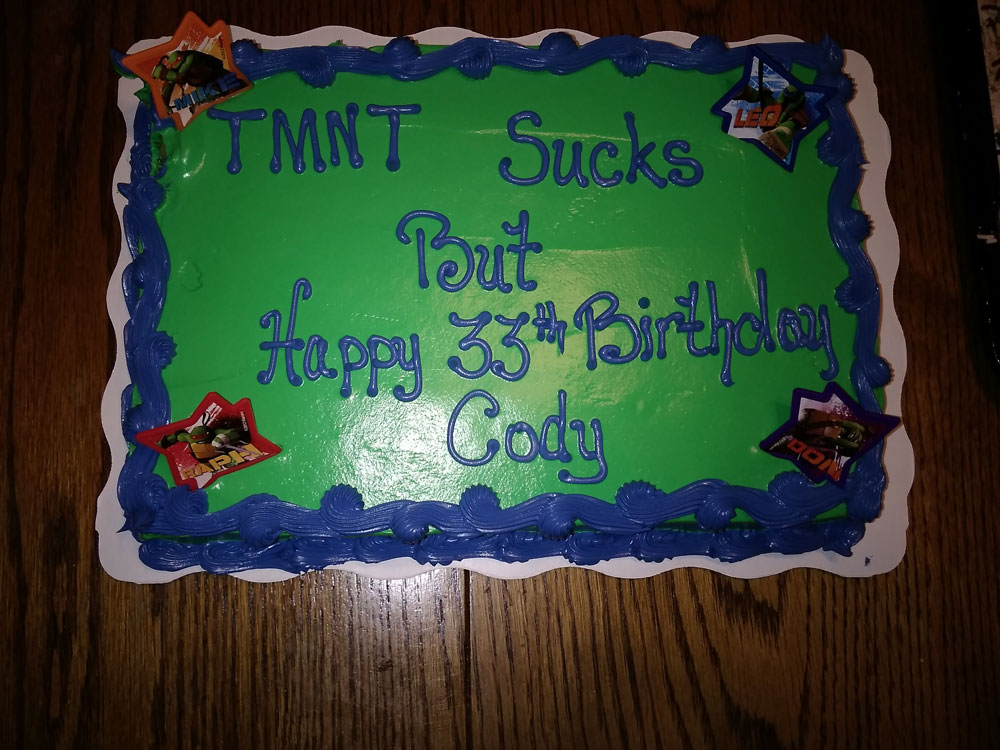 MIKE
LEO
TMNT Sucks
But
Happy 33th Birthday
Cody
RAPH
DON